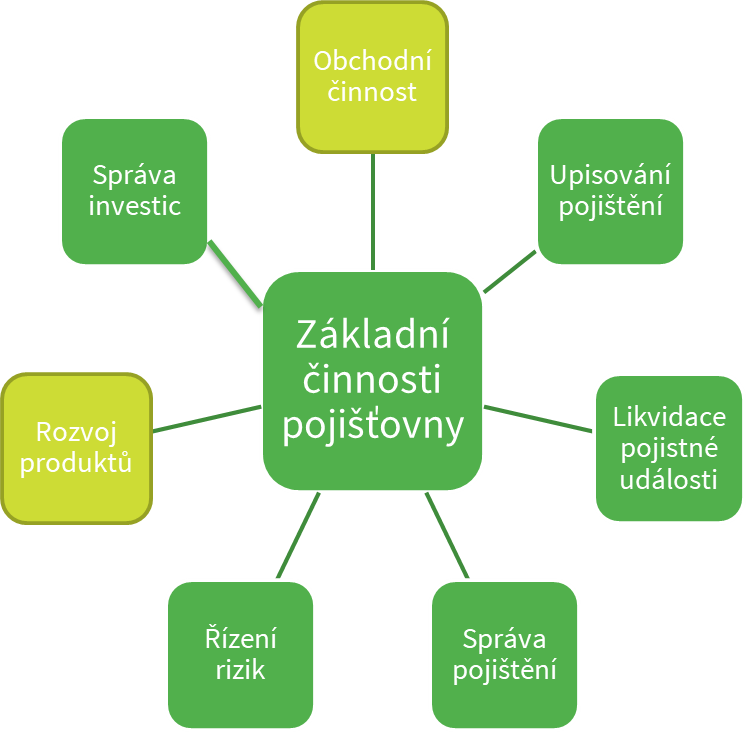 Obchodní
činnost
Správa
investic
Upisování
pojištění
Základní
činnosti
pojišťovny
Rozvoj
produktů
Likvidace
pojistné
události
Řízení
rizik
Správa
pojištění